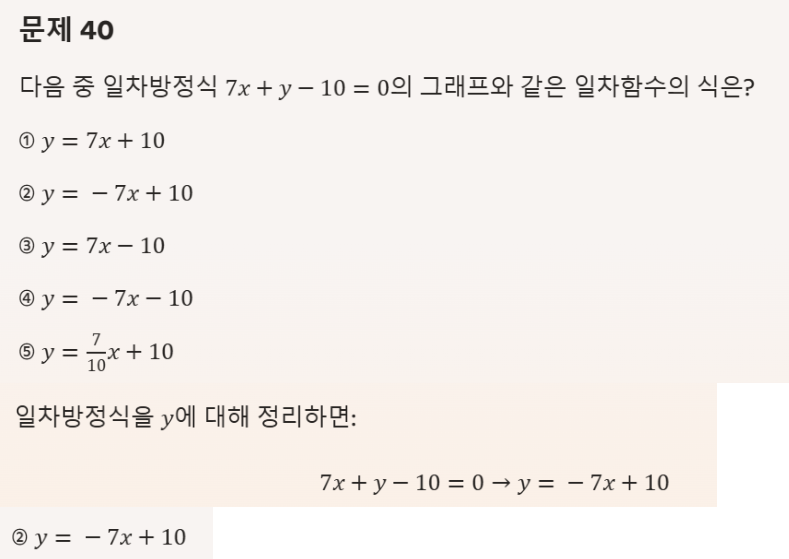 문제 40
다음 중 일차방정식 7x + y − 10 = 0의 그래프와 같은 일차함수의 식은?
① y = 7x + 10
② y = − 7x + 10
③ y = 7x − 10
④ y = − 7x − 10
⑤ y = 7/10 x + 10
일차방정식을 y에 대해 정리하면:
7x + y − 10 = 0 → y = − 7x + 10
② y = − 7x + 10